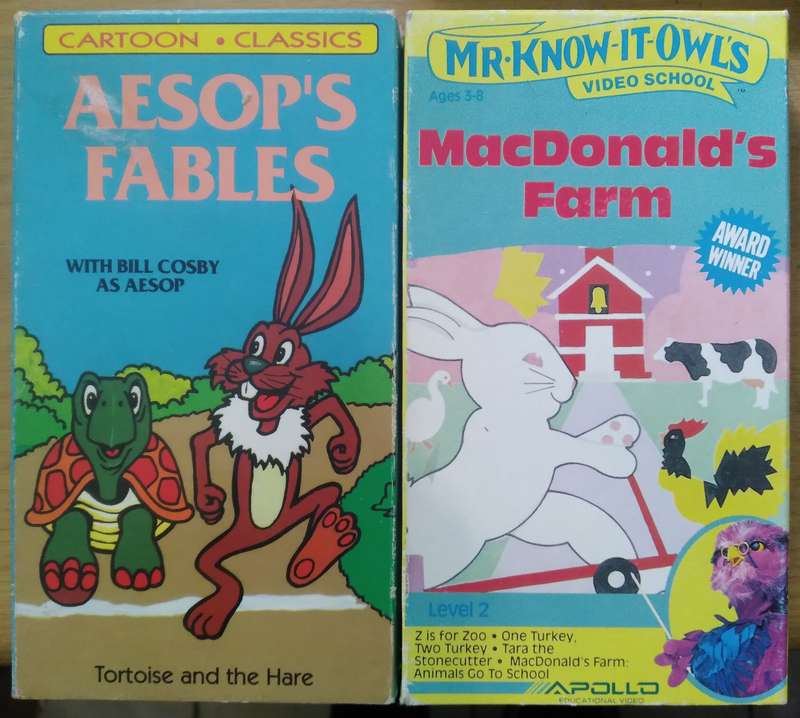 CARTOON • CLASSICS
AESOP'S
FABLES
WITH BILL COSBY
AS AESOP
Tortoise and the Hare
MR•KNOW-IT-OWL'S
VIDEO SCHOOL™
Ages 3-8
MacDonald's
Farm
AWARD
WINNER
Level 2
Z is for Zoo • One Turkey,
Two Turkey • Tara the
Stonecutter • MacDonald's Farm:
Animals Go To School
APOLLO
EDUCATIONAL VIDEO